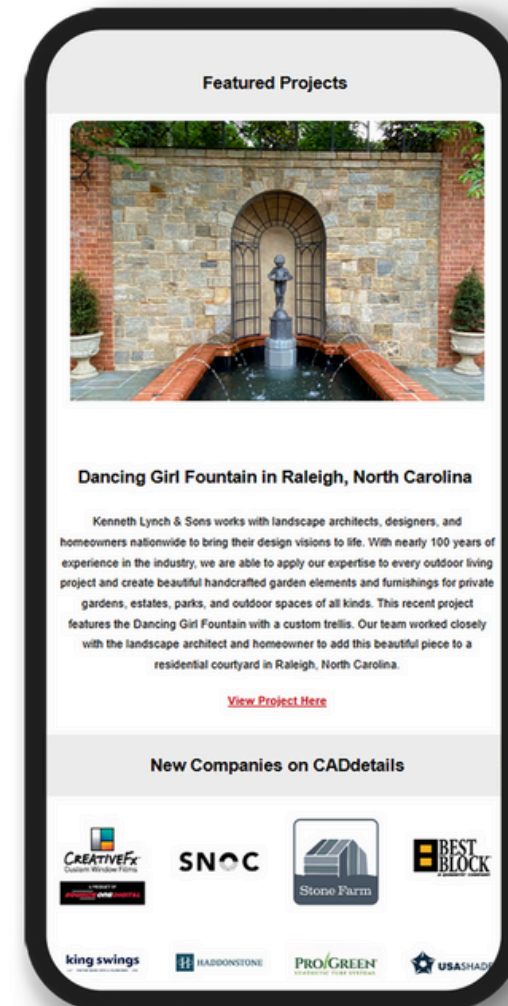 Featured Projects
Dancing Girl Fountain in Raleigh, North Carolina
Kenneth Lynch & Sons works with landscape architects, designers, and
homeowners nationwide to bring their design visions to life. With nearly 100 years of
experience in the industry, we are able to apply our expertise to every outdoor living
project and create beautiful handcrafted garden elements and furnishings for private
gardens, estates, parks, and outdoor spaces of all kinds. This recent project
features the Dancing Girl Fountain with a custom trellis. Our team worked closely
with the landscape architect and homeowner to add this beautiful piece to a
residential courtyard in Raleigh, North Carolina.
View Project Here
New Companies on CADdetails
CREATIVEFX
Custom Window Films
SNOC
Stone Farm
BEST
BLOCK
king swings
HADDONSTONE
PRO/GREEN
USASHADE